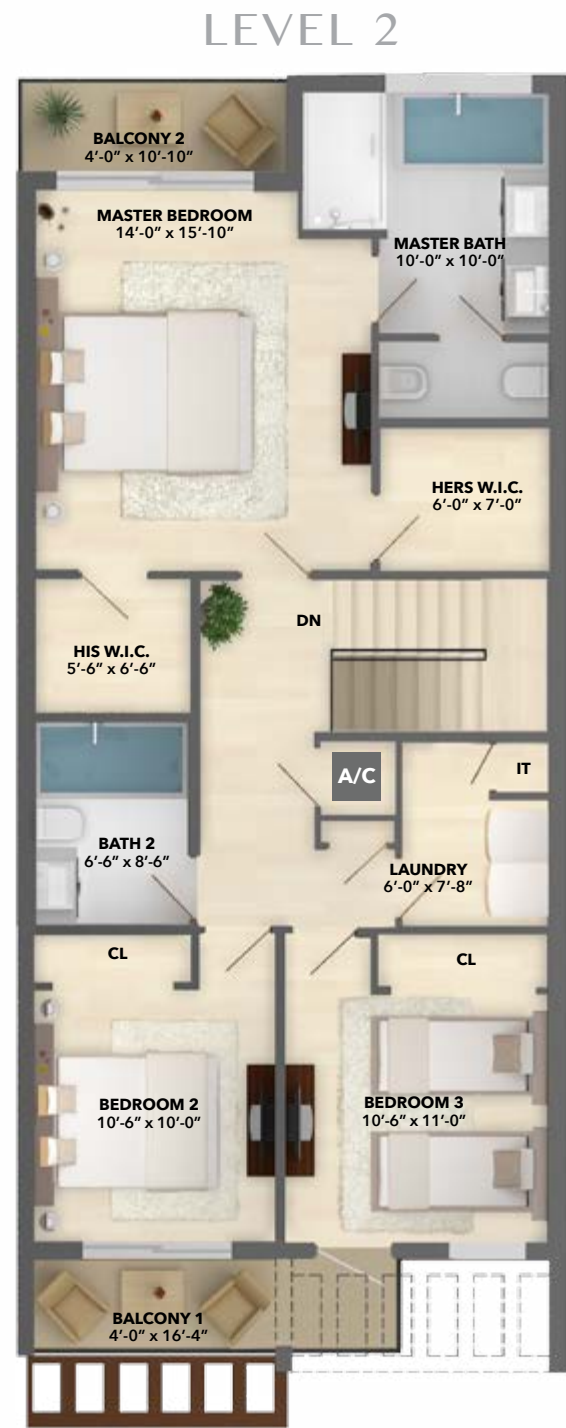 LEVEL 2
BALCONY 2
4'-0" x 10'-10"
MASTER BEDROOM
14'-0" x 15'-10"
MASTER BATH
10'-0" x 10'-0"
HERS W.I.C.
6'-0" x 7'-0"
DN
HIS W.I.C.
5'-6" x 6'-6"
A/C
IT
BATH 2
6'-6" x 8'-6"
LAUNDRY
6'-0" x 7'-8"
CL
CL
BEDROOM 2
10'-6" x 10'-0"
BEDROOM 3
10'-6" x 11'-0"
BALCONY 1
4'-0" x 16'-4"